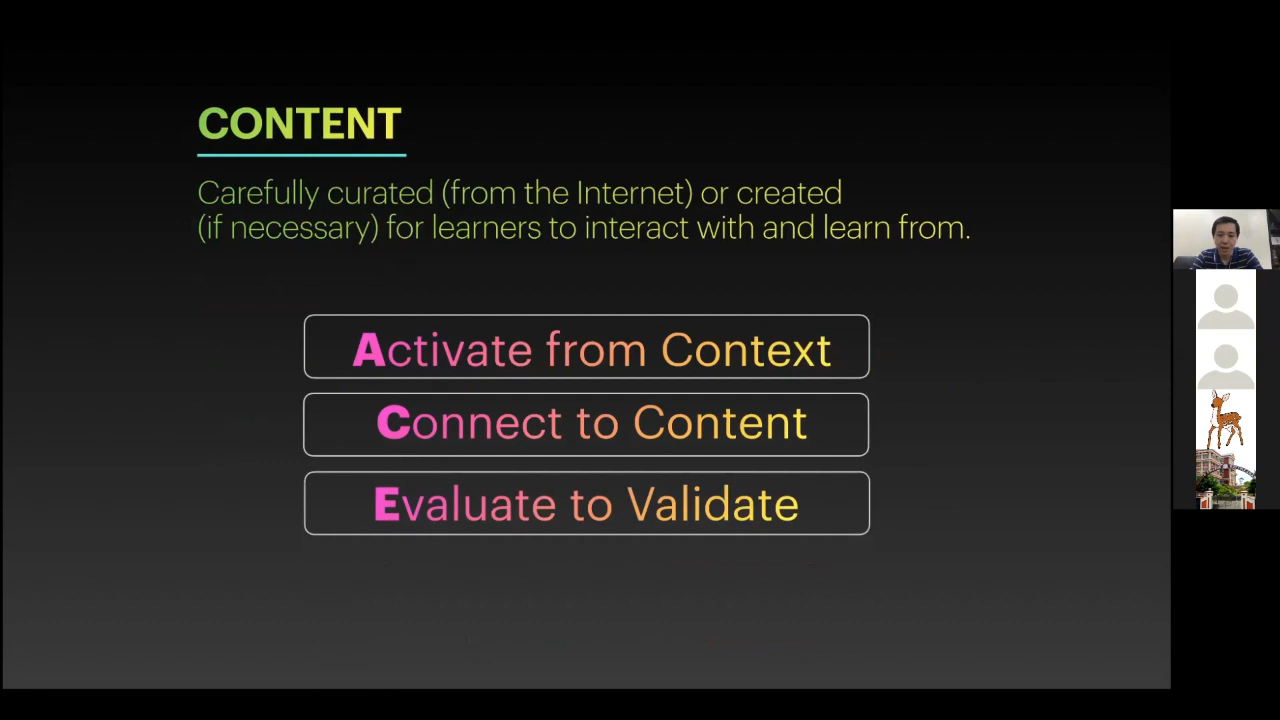 CONTENT
Carefully curated (from the Internet) or created
(if necessary) for learners to interact with and learn from.
Activate from Context
Connect to Content
Evaluate to Validate